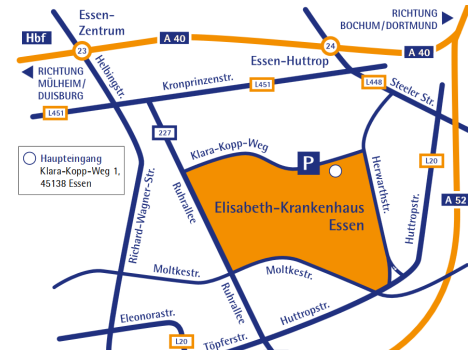 Essen-
Zentrum
RICHTUNG
BOCHUM/DORTMUND
Hbf
A 40
23
24
A 40
Essen-Huttrop
RICHTUNG
MÜLHEIM/
DUISBURG
Helbingstr.
Kronprinzenstr.
L451
L448
Steeler Str.
L451
227
Klara-Kopp-Weg
P
L20
Haupteingang
Klara-Kopp-Weg 1,
45138 Essen
Herwarthstr.
Ruhrallee
Richard-Wagner-Str.
Elisabeth-Krankenhaus
Essen
Huttropstr.
A 52
Moltkestr.
Moltkestr.
Ruhrallee
Eleonorastr.
Huttropstr.
L20
Töpferstr.